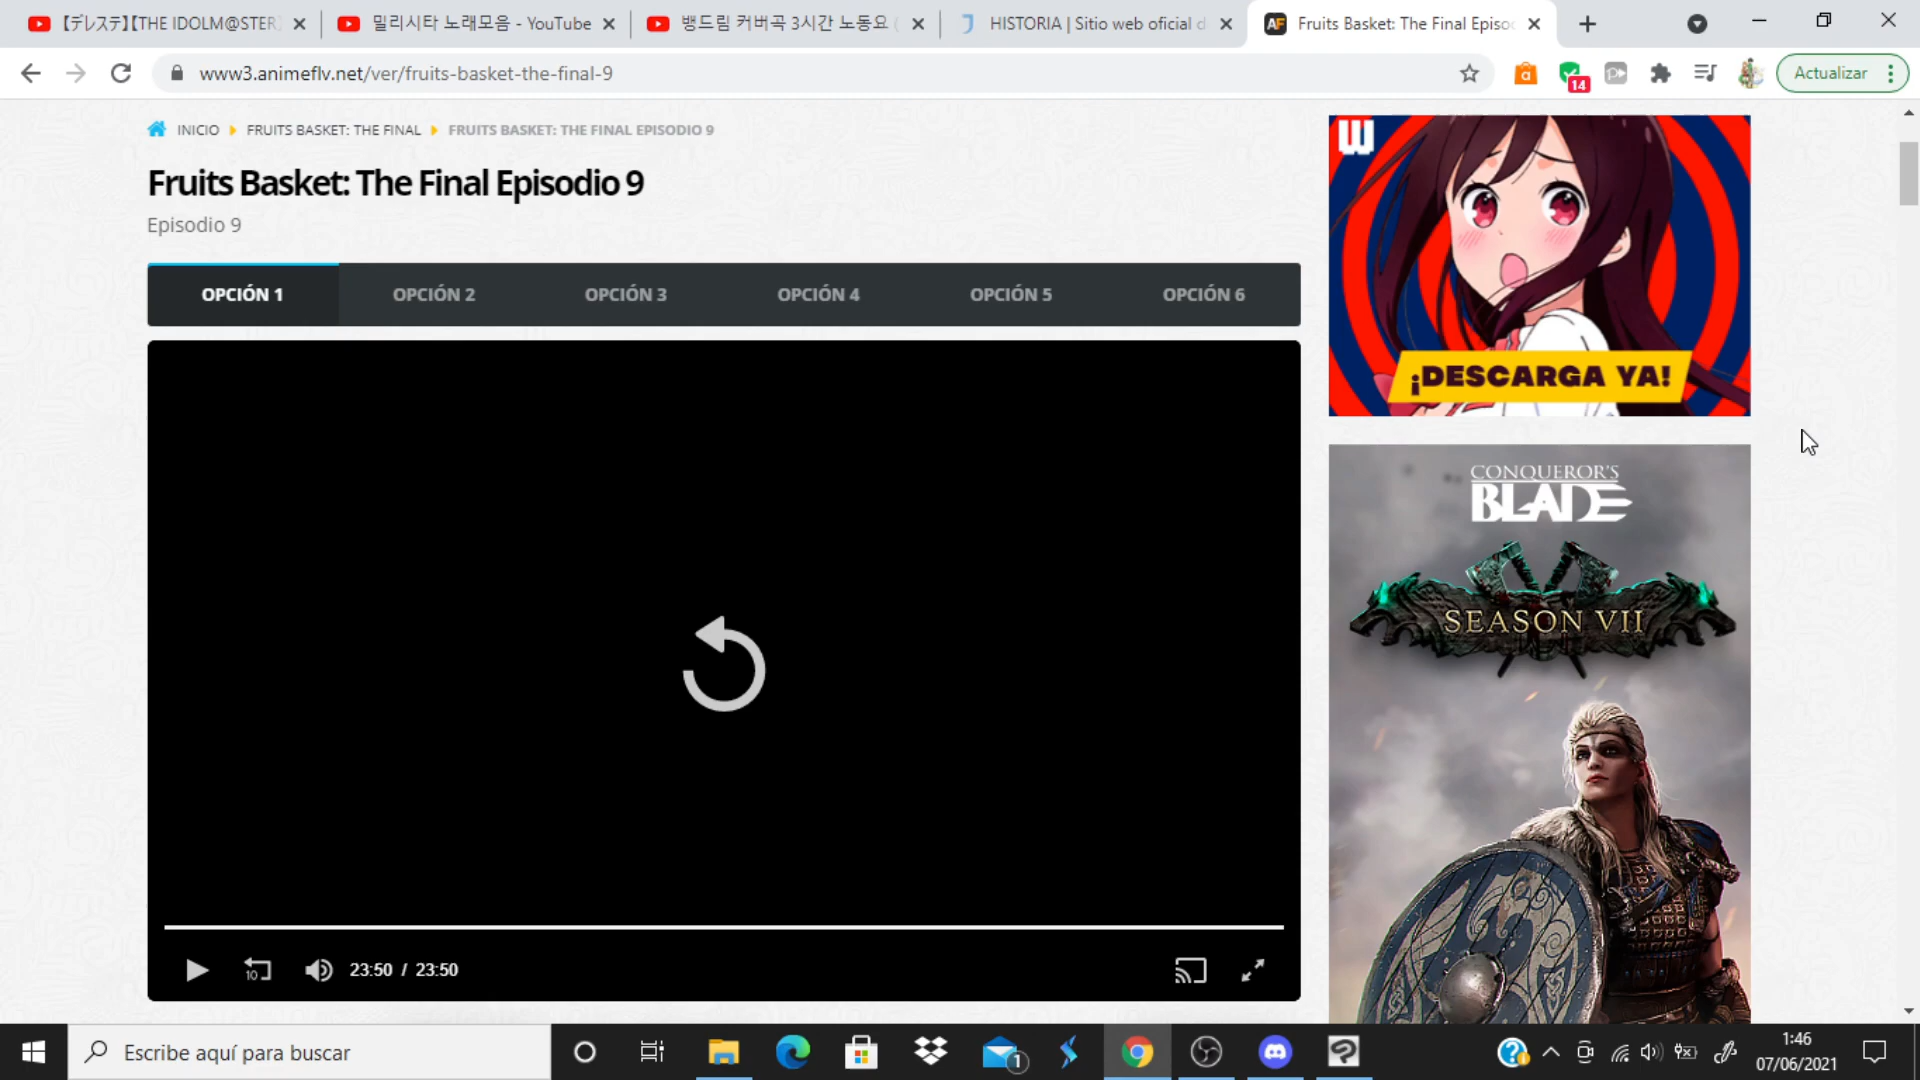 【デレステ】【THE IDOLM@STER
밀리시타 노래모음 - YouTube
뱅드림 커버곡 3시간 노동요 (
HISTORIA | Sitio web oficial d
AF
Fruits Basket: The Final Episod
www3.animeflv.net/ver/fruits-basket-the-final-9
14
Actualizar
INICIO
FRUITS BASKET: THE FINAL
FRUITS BASKET: THE FINAL EPISODIO 9
Fruits Basket: The Final Episodio 9
Episodio 9
OPCIÓN 1
OPCIÓN 2
OPCIÓN 3
OPCIÓN 4
OPCIÓN 5
OPCIÓN 6
W
¡DESCARGA YA!
CONQUEROR'S
BLADE
SEASON VII
10
23:50 / 23:50
Escribe aquí para buscar
1
1:46
07/06/2021